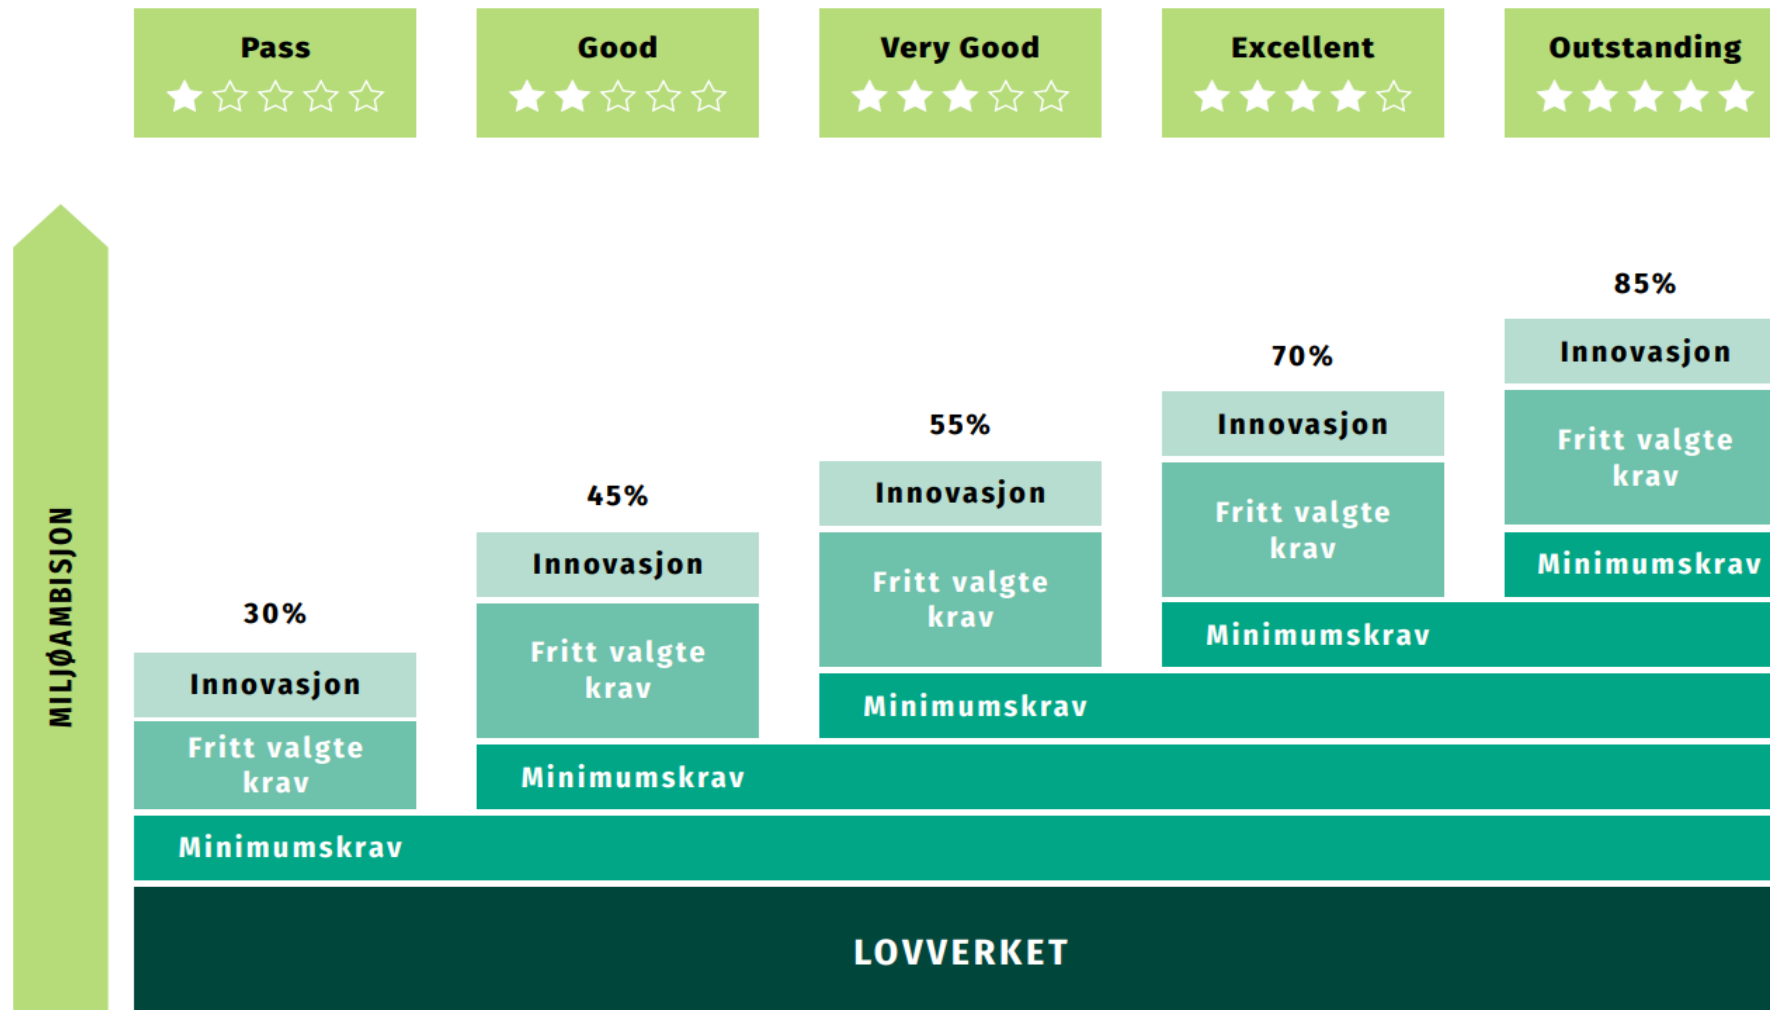 Pass
Good
Very Good
Excellent
Outstanding
85%
Innovasjon
Fritt valgte
krav
Minimumskrav
70%
Innovasjon
Fritt valgte
krav
Minimumskrav
55%
Innovasjon
Fritt valgte
krav
Minimumskrav
45%
Innovasjon
Fritt valgte
krav
Minimumskrav
30%
Innovasjon
Fritt valgte
krav
Minimumskrav
MILJØAMBISJON
LOVVERKET